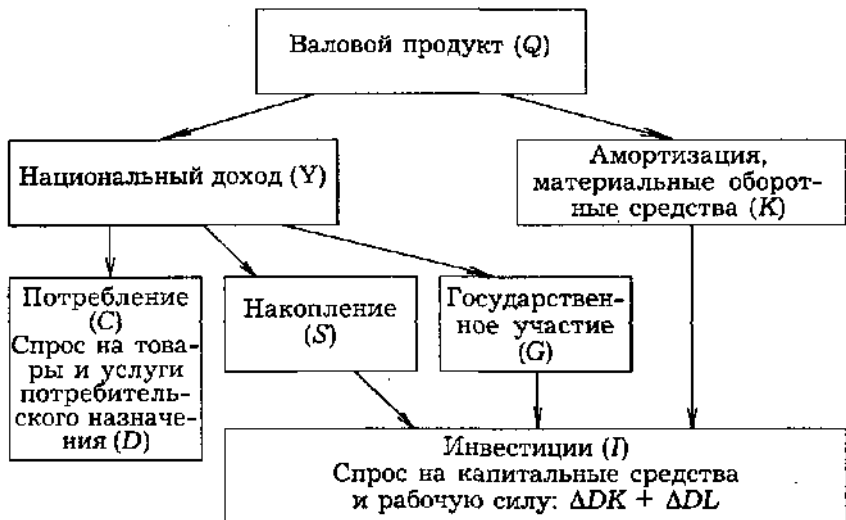 Валовой продукт (Q)
Национальный доход (Y)
Амортизация,
материальные оборот-
ные средства (K)
Потребление
(C)
Спрос на това-
ры и услуги
потребитель-
ского назначе-
ния (D)
Накопление
(S)
Государствен-
ное участие
(G)
Инвестиции (I)
Спрос на капитальные средства
и рабочую силу: ΔDK + ΔDL